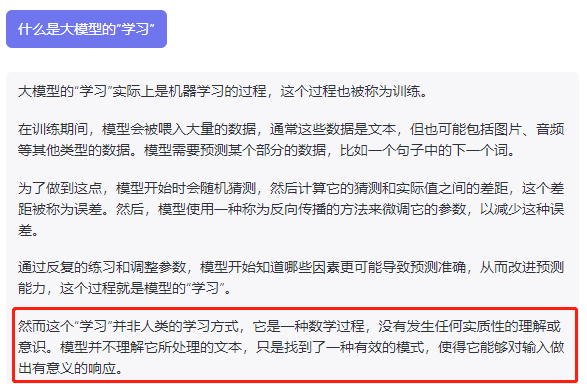 什么是大模型的“学习”
大模型的“学习”实际上是机器学习的过程，这个过程也被称为训练。
在训练期间，模型会被喂入大量的数据，通常这些数据是文本，但也可能包括图片、音频
等其他类型的数据。模型需要预测某个部分的数据，比如一个句子中的下一个词。
为了做到这点，模型开始时会随机猜测，然后计算它的猜测和实际值之间的差距，这个差
距被称为误差。然后，模型使用一种称为反向传播的方法来微调它的参数，以减少这种误
差。
通过反复的练习和调整参数，模型开始知道哪些因素更可能导致预测准确，从而改进预测
能力，这个过程就是模型的“学习”。
然而这个“学习”并非人类的学习方式，它是一种数学过程，没有发生任何实质性的理解或
意识。模型并不理解它所处理的文本，只是找到了一种有效的模式，使得它能够对输入做
出有意义的响应。